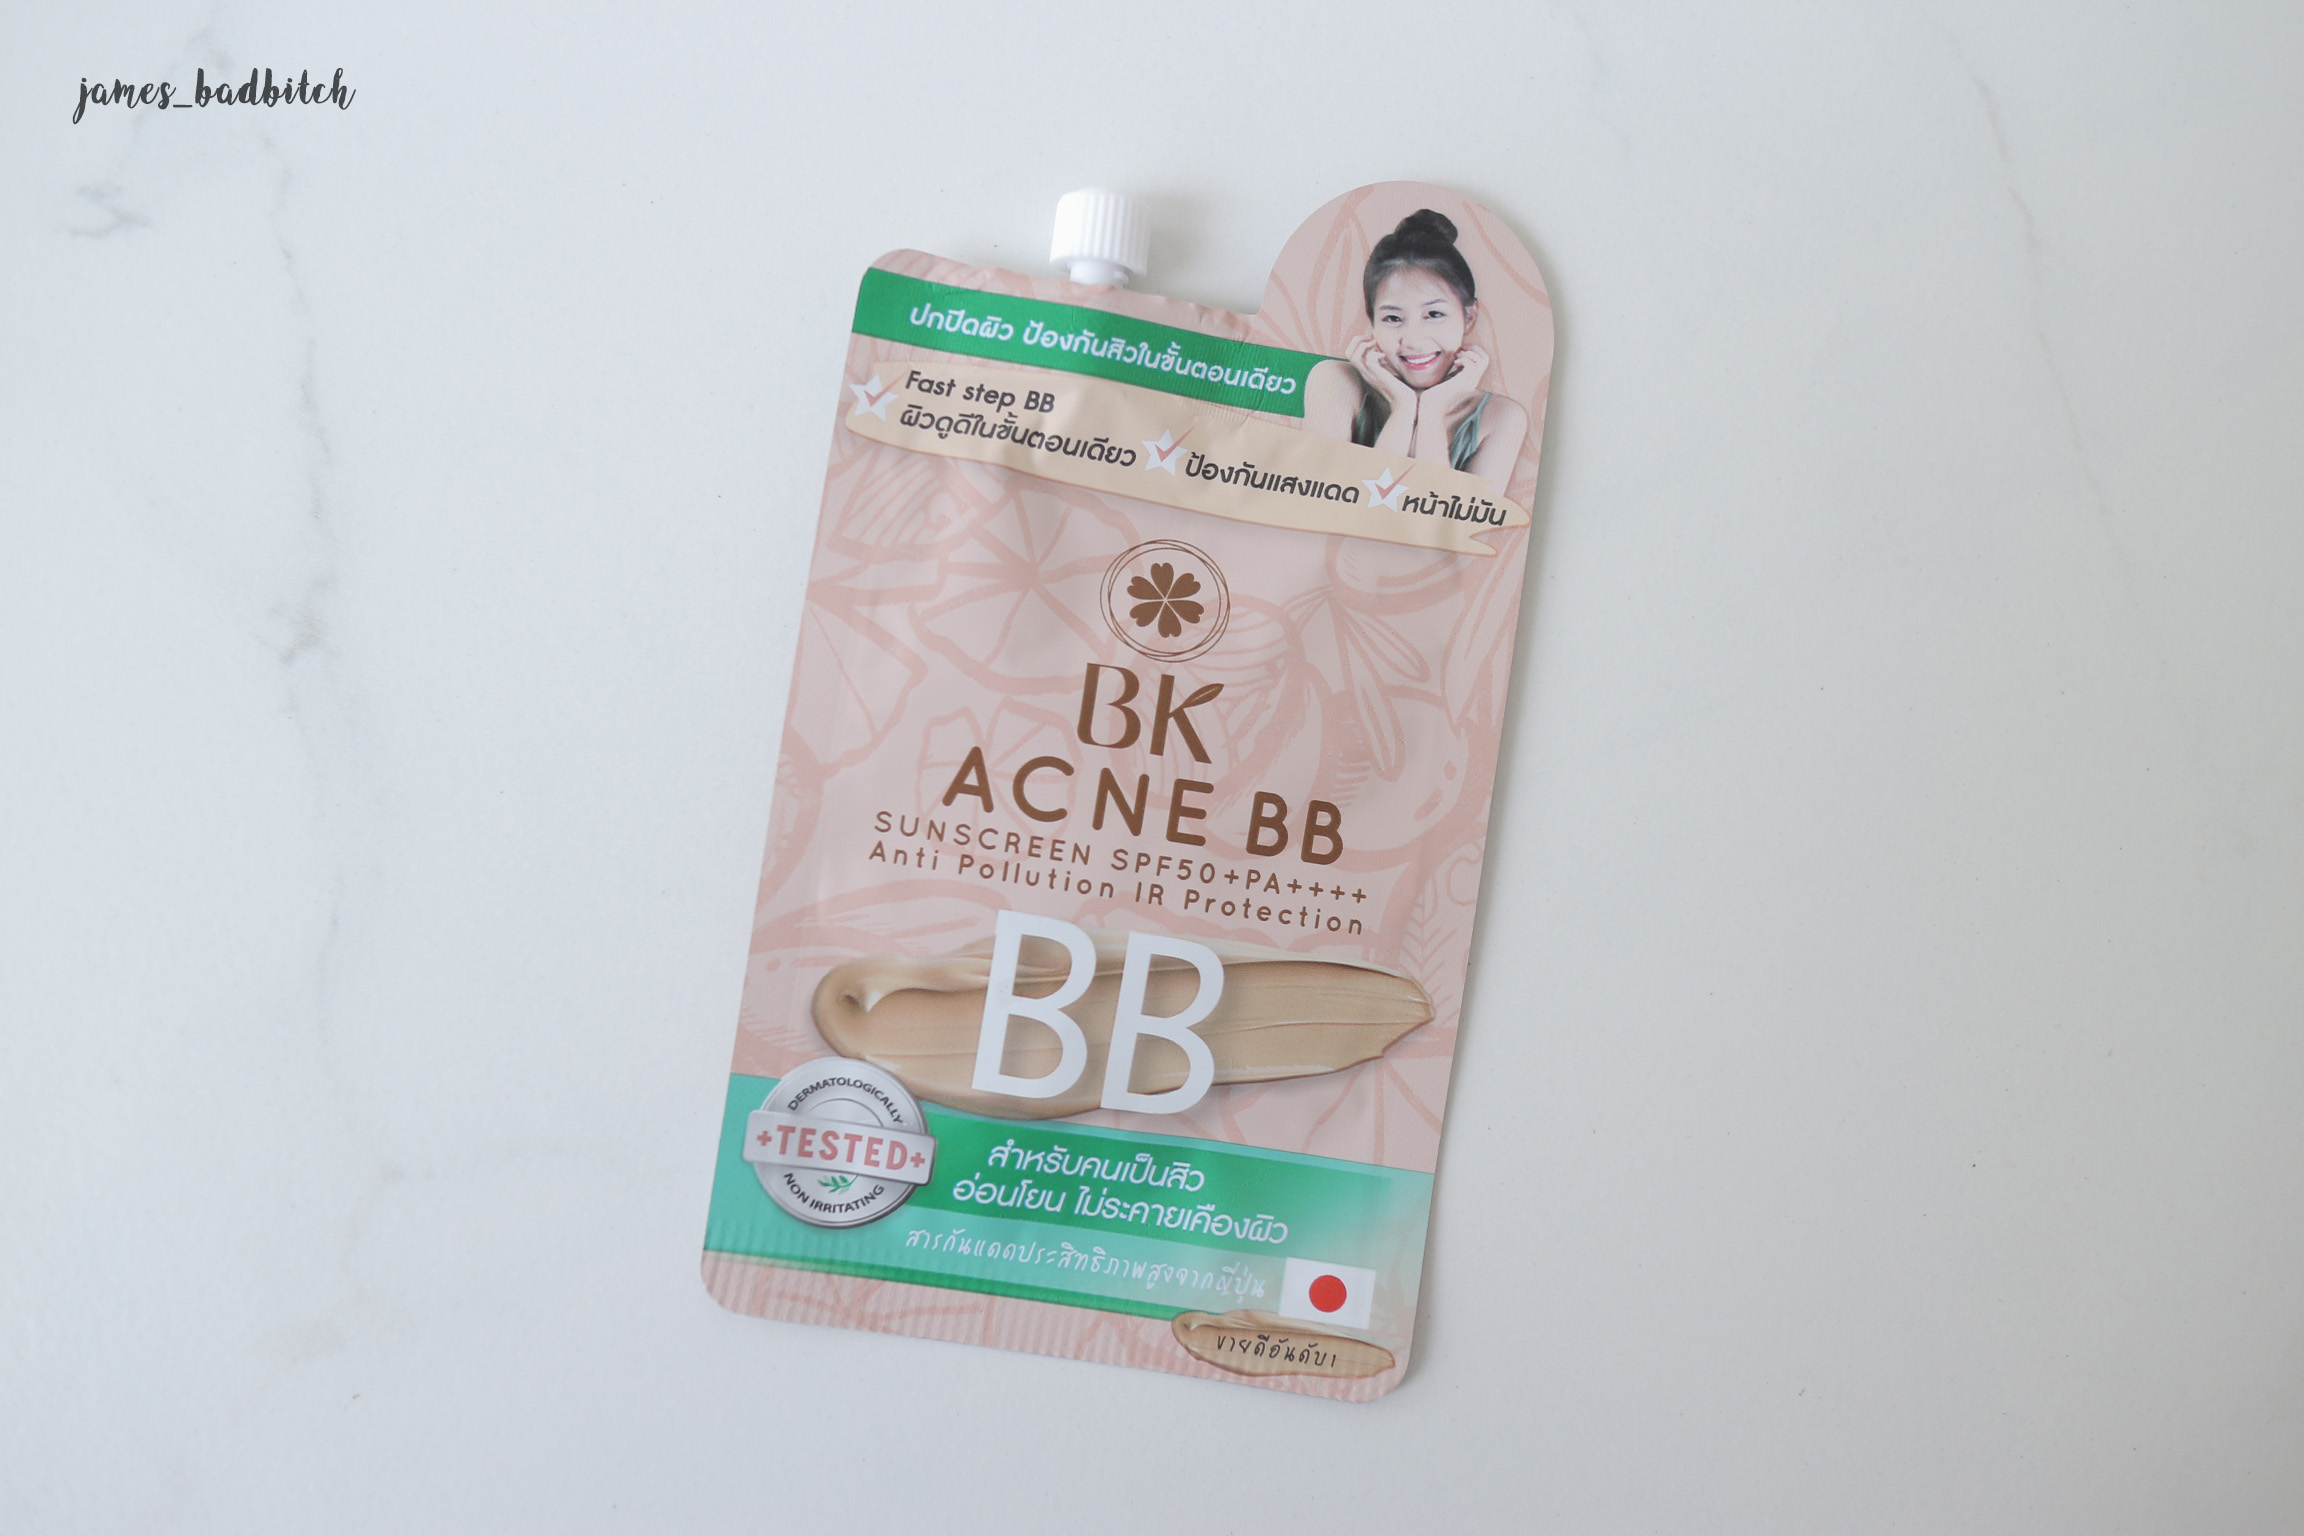 james_badbitch
ปกปิดผิว ป้องกันสิวในขั้นตอนเดียว
Fast step BB
ผิวดูดีในขั้นตอนเดียว ป้องกันแสงแดด หน้าไม่มัน
BK
ACNE BB
SUNSCREEN SPF50+PA++++
Anti Pollution IR Protection
BB
DERMATOLOGICALLY
+TESTED+
NON IRRITATING
สำหรับคนเป็นสิว
อ่อนโยน ไม่ระคายเคืองผิว
สารกันแดดประสิทธิภาพสูงจากญี่ปุ่น
ขายดีอันดับ1